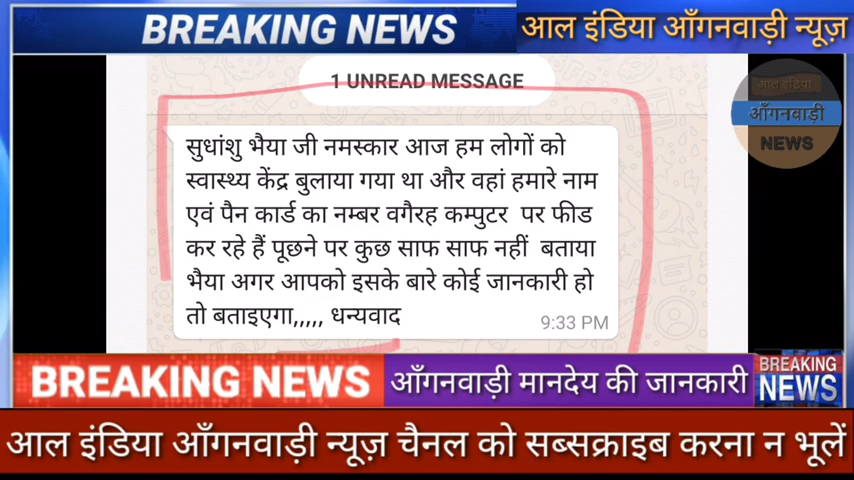 BREAKING NEWS
आल इंडिया आँगनवाड़ी न्यूज़
1 UNREAD MESSAGE
आल इंडिया
आँगनवाड़ी
NEWS
सुधांशु भैया जी नमस्कार आज हम लोगों को
स्वास्थ्य केंद्र बुलाया गया था और वहां हमारे नाम
एवं पैन कार्ड का नम्बर वगैरह कम्पुटर पर फीड
कर रहे हैं पूछने पर कुछ साफ साफ नहीं बताया
भैया अगर आपको इसके बारे कोई जानकारी हो
तो बताइएगा,,,,, धन्यवाद
9:33 PM
BREAKING NEWS
आँगनवाड़ी मानदेय की जानकारी
BREAKING
NEWS
आल इंडिया आँगनवाड़ी न्यूज़ चैनल को सब्सक्राइब करना न भूलें